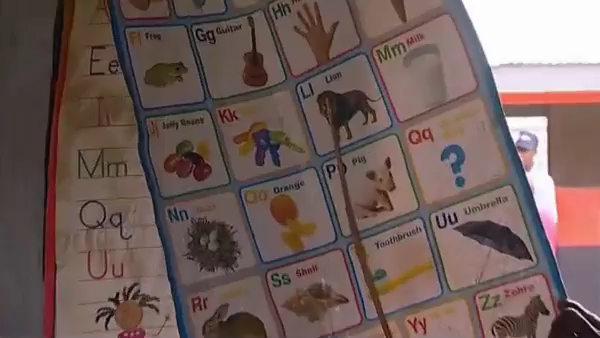 Ee
Ii
Mm
Qq
Uu
Ff Frog
Gg Guitar
Hh
Jj Jelly Beans
Kk
Ll Lion
Mm Milk
Nn
Oo Orange
Pp Pig
Qq
Rr
Ss Shell
Toothbrush
Uu Umbrella
Yy
Zz Zebra